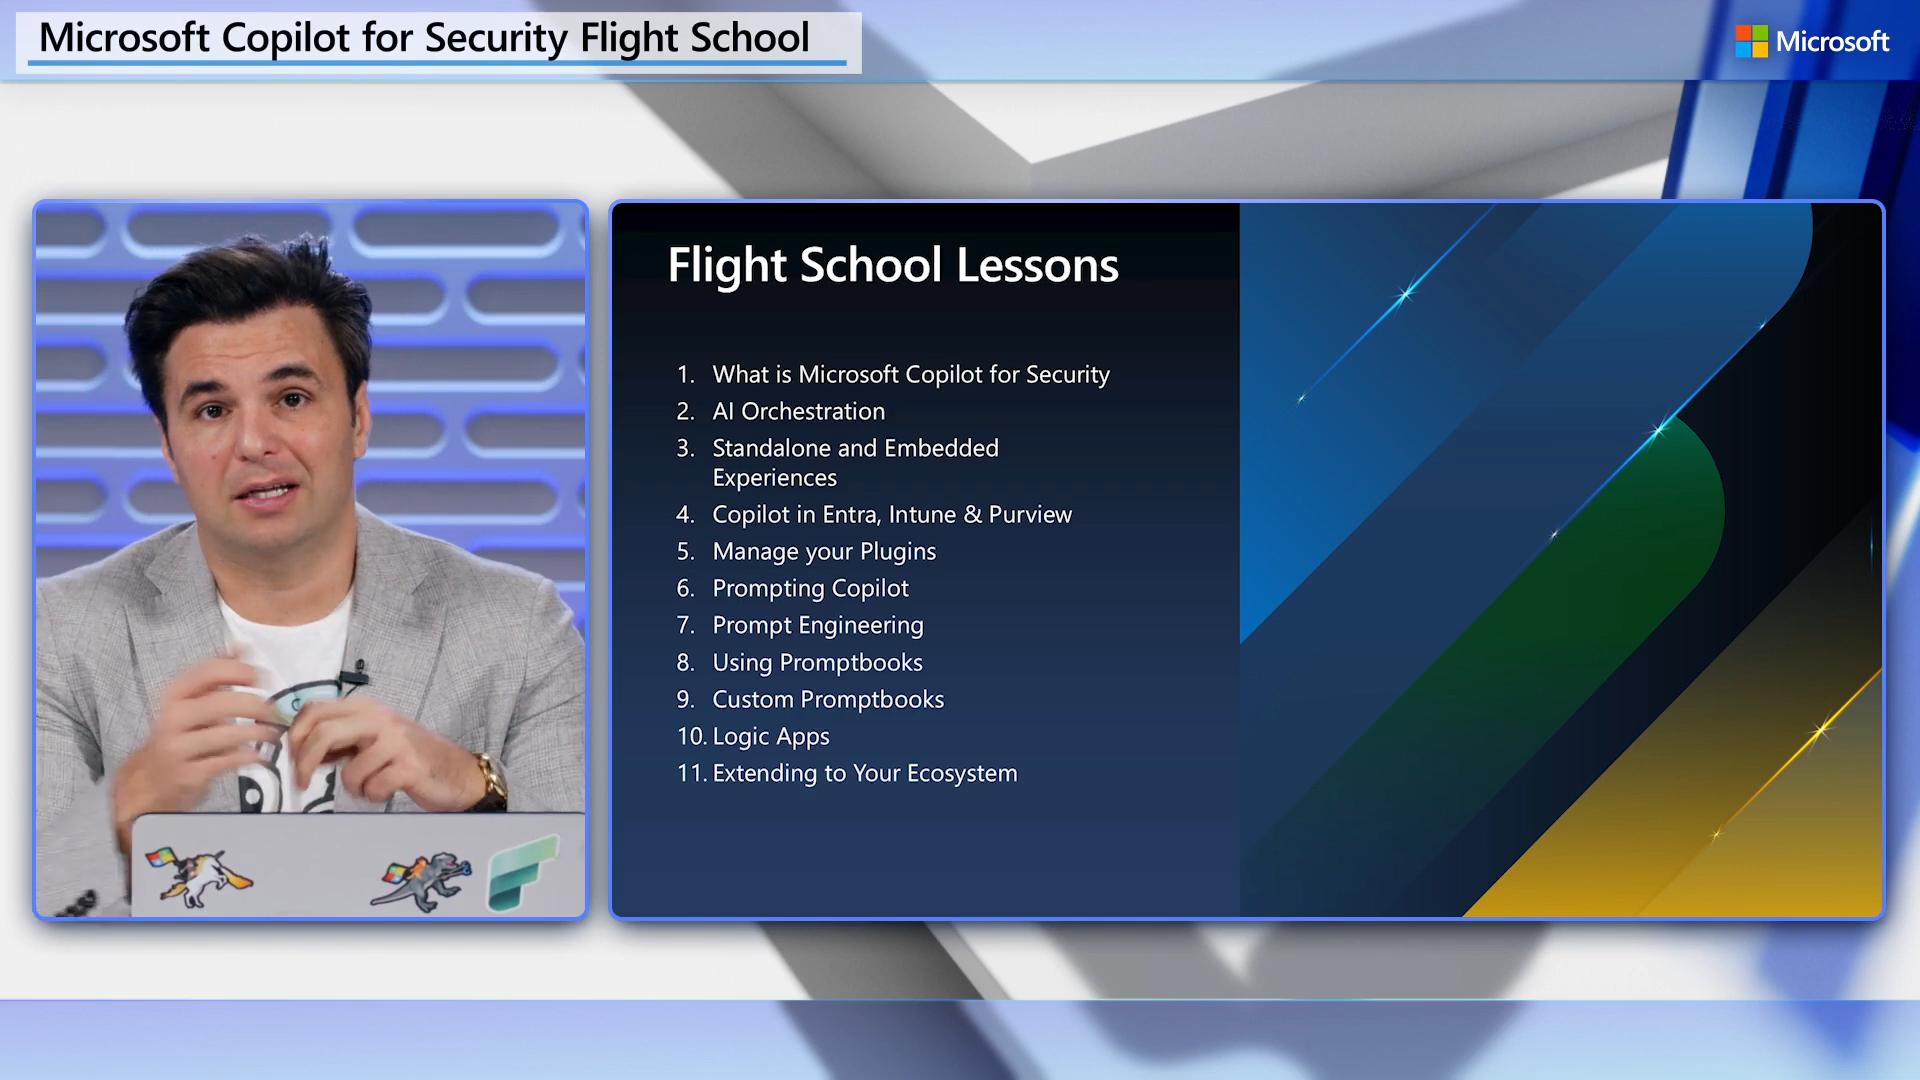 Microsoft Copilot for Security Flight School
Microsoft
Flight School Lessons
1. What is Microsoft Copilot for Security
2. AI Orchestration
3. Standalone and Embedded
Experiences
4. Copilot in Entra, Intune & Purview
5. Manage your Plugins
6. Prompting Copilot
7. Prompt Engineering
8. Using Promptbooks
9. Custom Promptbooks
10. Logic Apps
11. Extending to Your Ecosystem